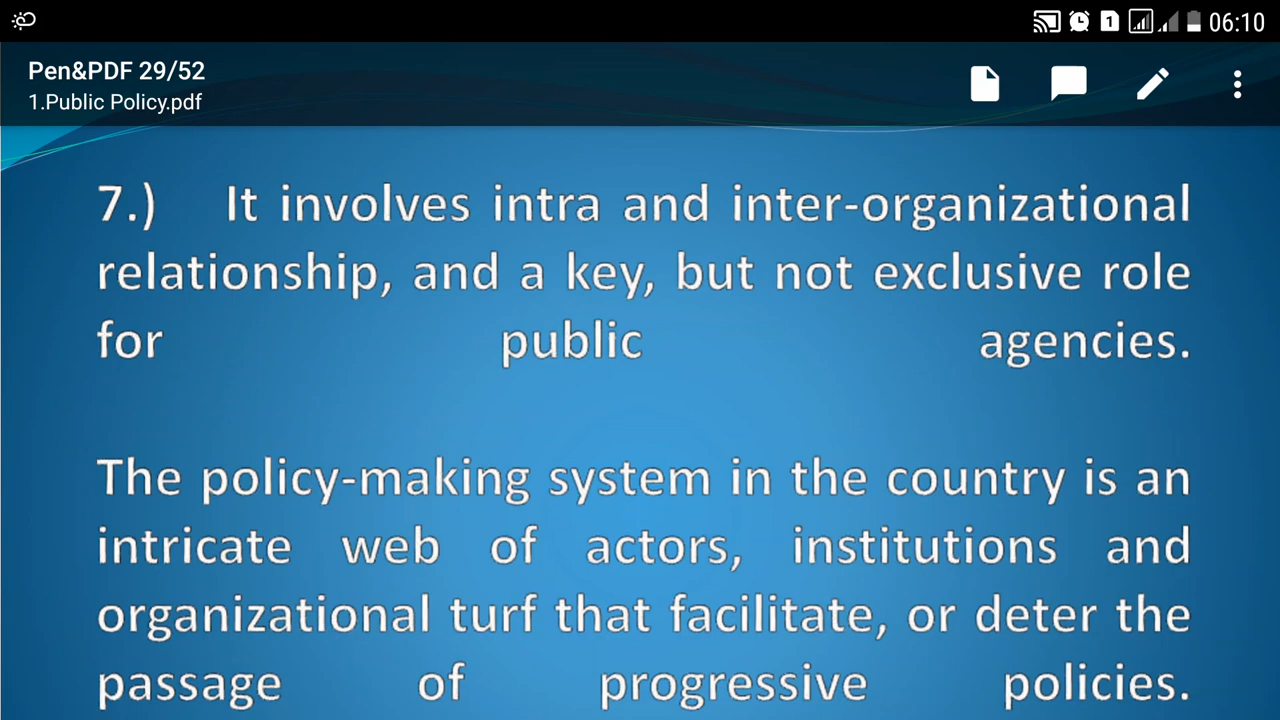 06:10
Pen&PDF 29/52
1.Public Policy.pdf
7.) It involves intra and inter-organizational
relationship, and a key, but not exclusive role
for public agencies.
The policy-making system in the country is an
intricate web of actors, institutions and
organizational turf that facilitate, or deter the
passage of progressive policies.